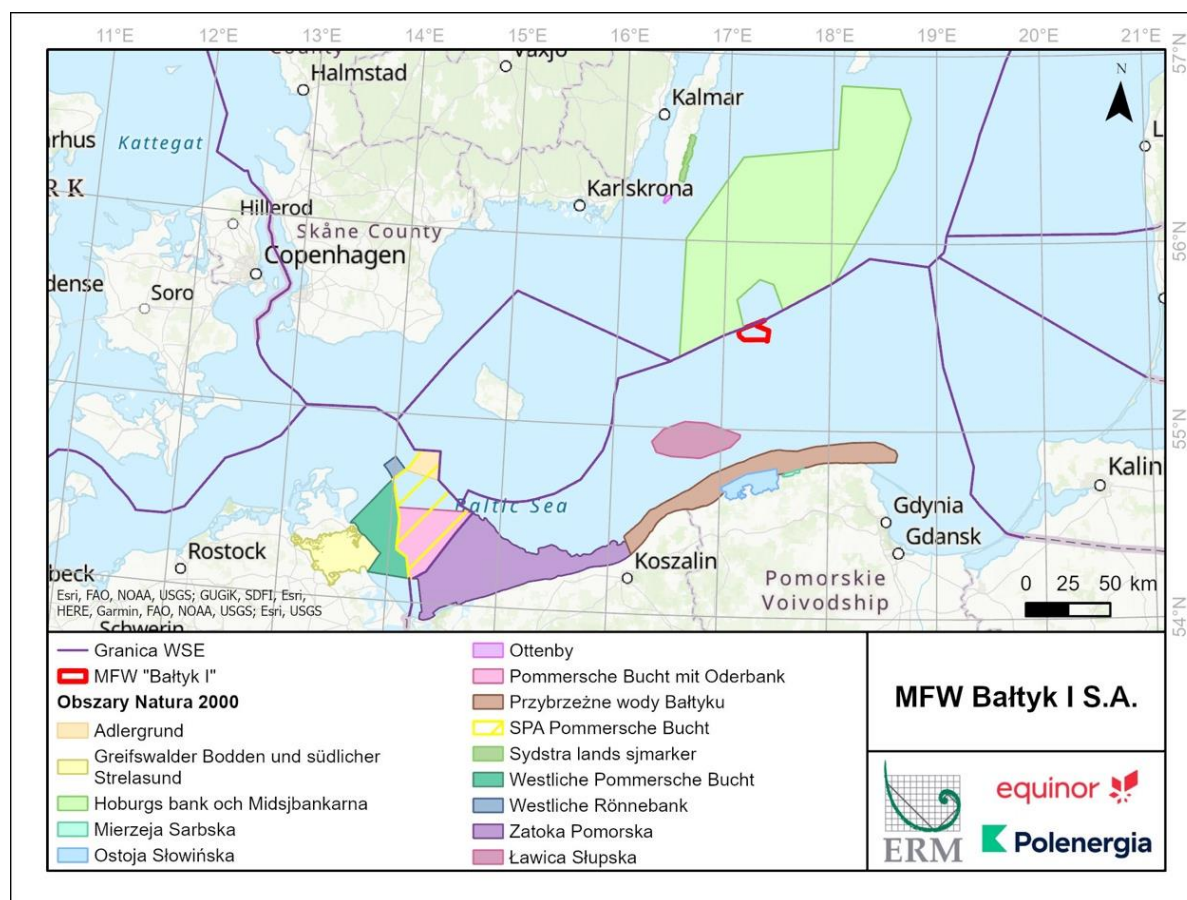 11°E 12°E 13°E 14°E 15°E 16°E 17°E 18°E 19°E 20°E 21°E
57°N
56°N
55°N
54°N
County
Halmstad
Växjö
Kalmar
N
L
rhus
Kattegat
R K
Karlskrona
Hillerod
Skåne County
Copenhagen
dense
Soro
Kalin
Baltic Sea
Gdynia
Gdansk
Rostock
Koszalin
beck
Pomorskie
Voivodship
0 25 50 km
Esri, FAO, NOAA, USGS; GUGiK, SDFI, Esri,
HERE, Garmin, FAO, NOAA, USGS; Esri, USGS
Schwerin
Granica WSE
MFW "Bałtyk I"
Obszary Natura 2000
Adlergrund
Greifswalder Bodden und südlicher
Strelasund
Hoburgs bank och Midsjbankarna
Mierzeja Sarbska
Ostoja Słowińska
Ottenby
Pommersche Bucht mit Oderbank
Przybrzeżne wody Bałtyku
SPA Pommersche Bucht
Sydstra lands sjmarker
Westliche Pommersche Bucht
Westliche Rönnebank
Zatoka Pomorska
Ławica Słupska
MFW Bałtyk I S.A.
ERM
equinor
Polenergia